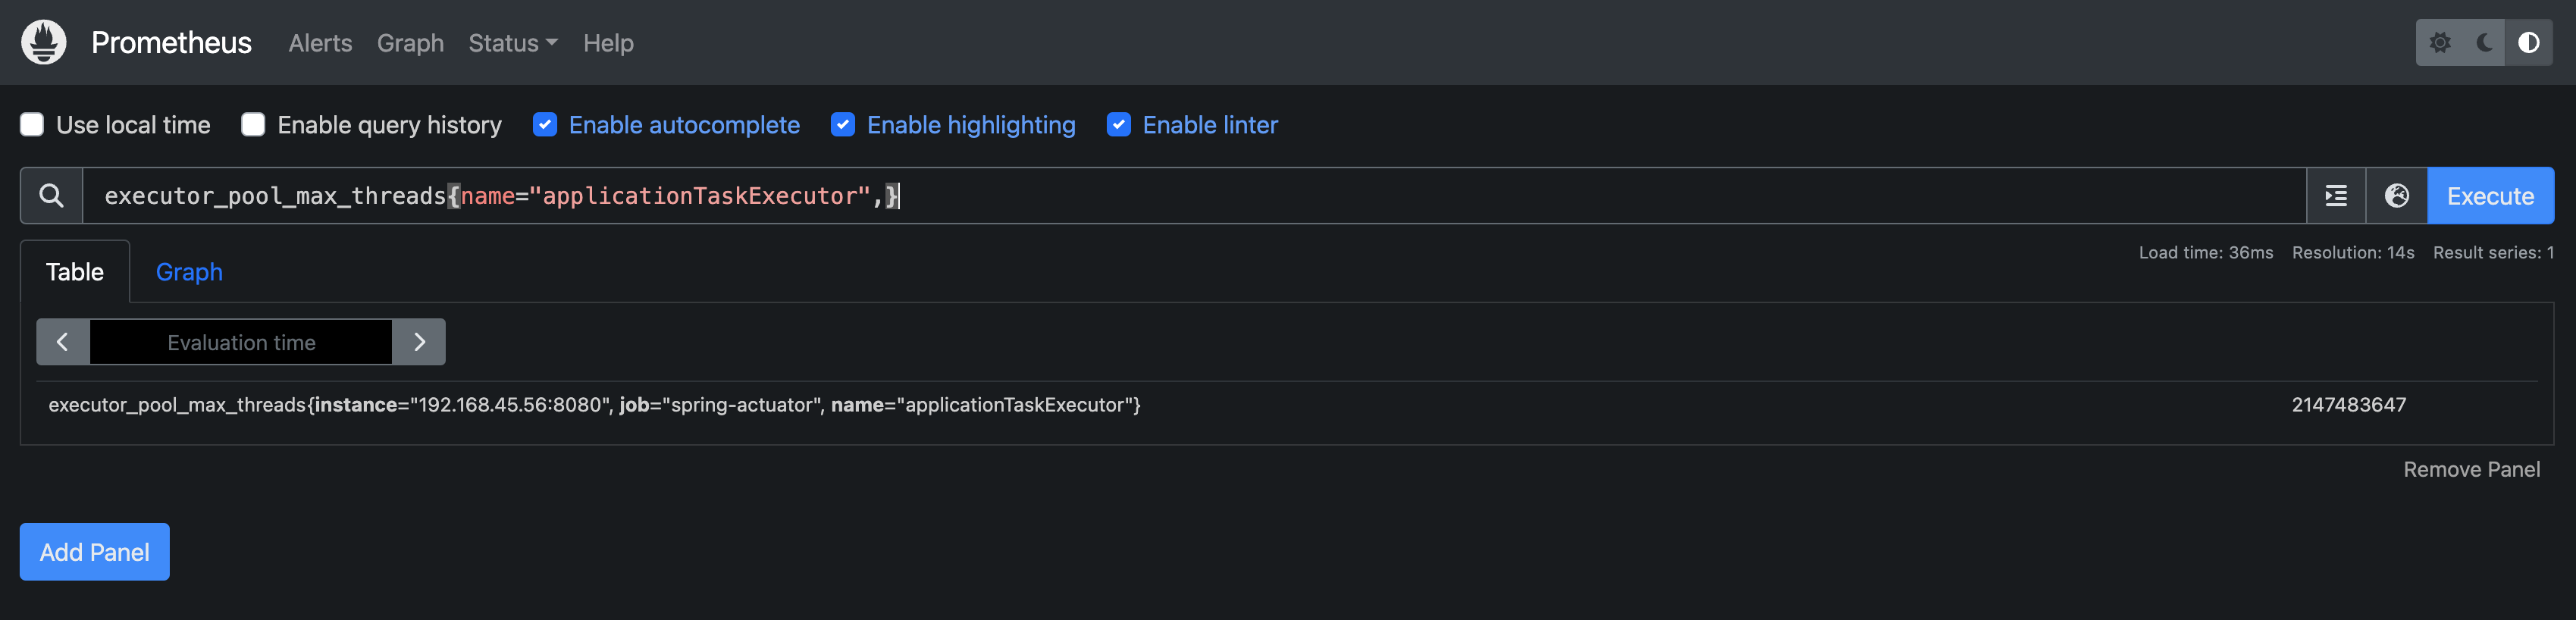 Prometheus Alerts Graph Status Help
Use local time Enable query history Enable autocomplete Enable highlighting Enable linter
executor_pool_max_threads{name="applicationTaskExecutor",} Execute
Table Graph Load time: 36ms Resolution: 14s Result series: 1
Evaluation time
executor_pool_max_threads{instance="192.168.45.56:8080", job="spring-actuator", name="applicationTaskExecutor"} 2147483647
Remove Panel
Add Panel